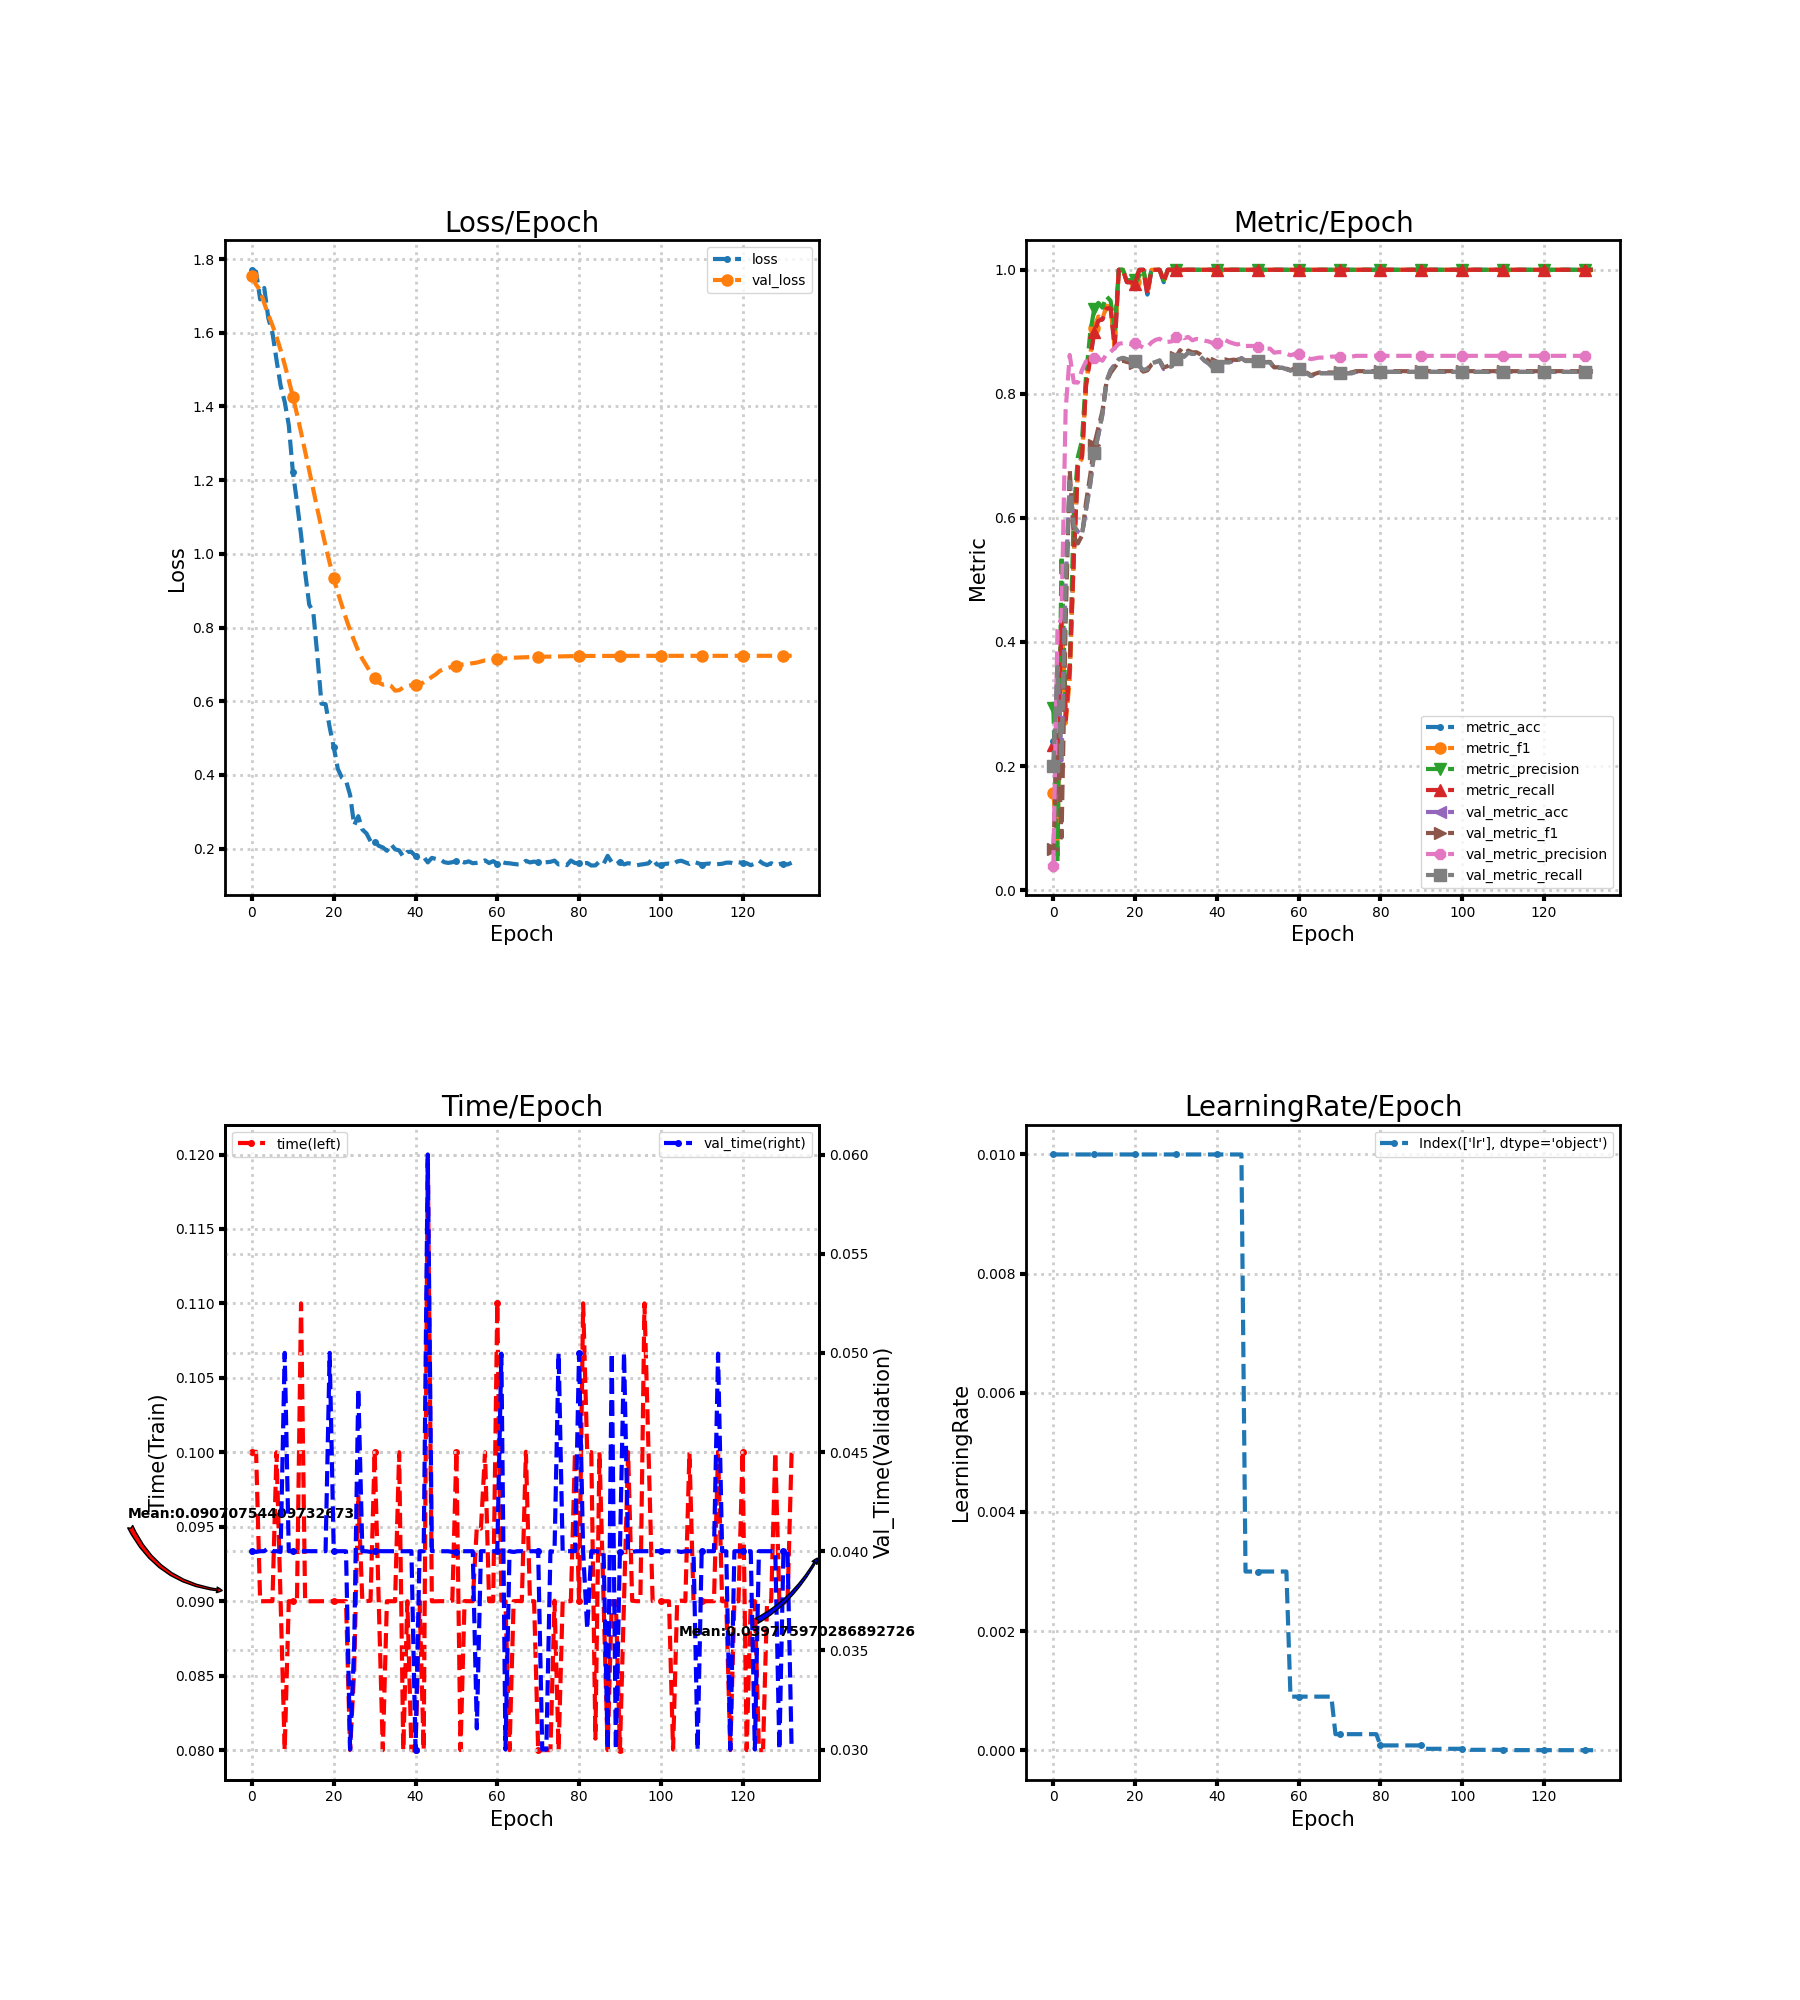 Loss/Epoch
1.8
1.6
1.4
1.2
1.0
0.8
0.6
0.4
0.2
Loss
loss
val_loss
0 20 40 60 80 100 120
Epoch
Metric/Epoch
1.0
0.8
0.6
0.4
0.2
0.0
Metric
metric_acc
metric_f1
metric_precision
metric_recall
val_metric_acc
val_metric_f1
val_metric_precision
val_metric_recall
0 20 40 60 80 100 120
Epoch
Time/Epoch
time(left)
val_time(right)
0.120
0.115
0.110
0.105
0.100
0.095
0.090
0.085
0.080
Time(Train)
Mean:0.09070754409732673
0.060
0.055
0.050
0.045
0.040
0.035
0.030
Val_Time(Validation)
Mean:0.039775970286892726
0 20 40 60 80 100 120
Epoch
LearningRate/Epoch
Index(['lr'], dtype='object')
0.010
0.008
0.006
0.004
0.002
0.000
LearningRate
0 20 40 60 80 100 120
Epoch